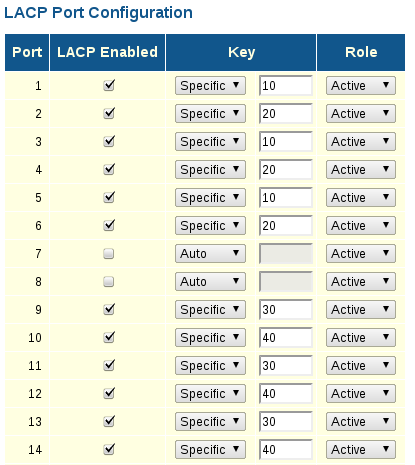 LACP Port Configuration
Port LACP Enabled Key Role
1 Specific 10 Active
2 Specific 20 Active
3 Specific 10 Active
4 Specific 20 Active
5 Specific 10 Active
6 Specific 20 Active
7 Auto Active
8 Auto Active
9 Specific 30 Active
10 Specific 40 Active
11 Specific 30 Active
12 Specific 40 Active
13 Specific 30 Active
14 Specific 40 Active